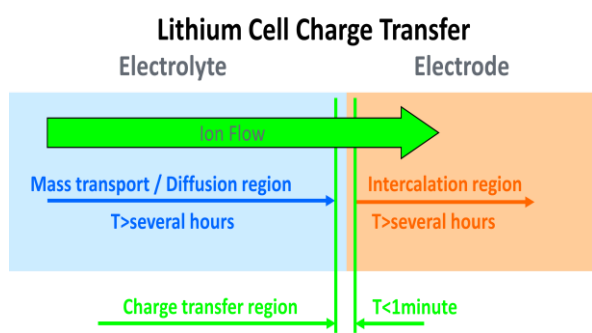 Lithium Cell Charge Transfer
Electrolyte
Electrode
Ion Flow
Mass transport / Diffusion region
T>several hours
Intercalation region
T>several hours
Charge transfer region
T<1minute